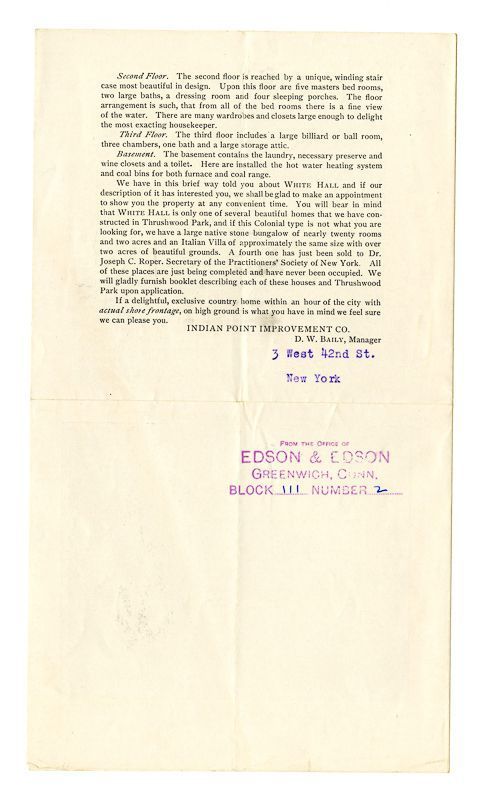 Second Floor. The second floor is reached by a unique, winding stair
case most beautiful in design. Upon this floor are five masters bed rooms,
two large baths, a dressing room and four sleeping porches. The floor
arrangement is such, that from all of the bed rooms there is a fine view
of the water. There are many wardrobes and closets large enough to delight
the most exacting housekeeper.
Third Floor. The third floor includes a large billiard or ball room,
three chambers, one bath and a large storage attic.
Basement. The basement contains the laundry, necessary preserve and
wine closets and a toilet. Here are installed the hot water heating system
and coal bins for both furnace and coal range.
We have in this brief way told you about WHITE HALL and if our
description of it has interested you, we shall be glad to make an appointment
to show you the property at any convenient time. You will bear in mind
that WHITE HALL is only one of several beautiful homes that we have con-
structed in Thrushwood Park, and if this Colonial type is not what you are
looking for, we have a large native stone bungalow of nearly twenty rooms
and two acres and an Italian Villa of approximately the same size with over
two acres of beautiful grounds. A fourth one has just been sold to Dr.
Joseph C. Roper. Secretary of the Practitioners' Society of New York. All
of these places are just being completed and have never been occupied. We
will gladly furnish booklet describing each of these houses and Thrushwood
Park upon application.
If a delightful, exclusive country home within an hour of the city with
actual shore frontage, on high ground is what you have in mind we feel sure
we can please you.
INDIAN POINT IMPROVEMENT CO.
D. W. BAILY, Manager
3 West 42nd St.
New York
FROM THE OFFICE OF
EDSON & EDSON
GREENWICH, CONN.
BLOCK 111 NUMBER 2